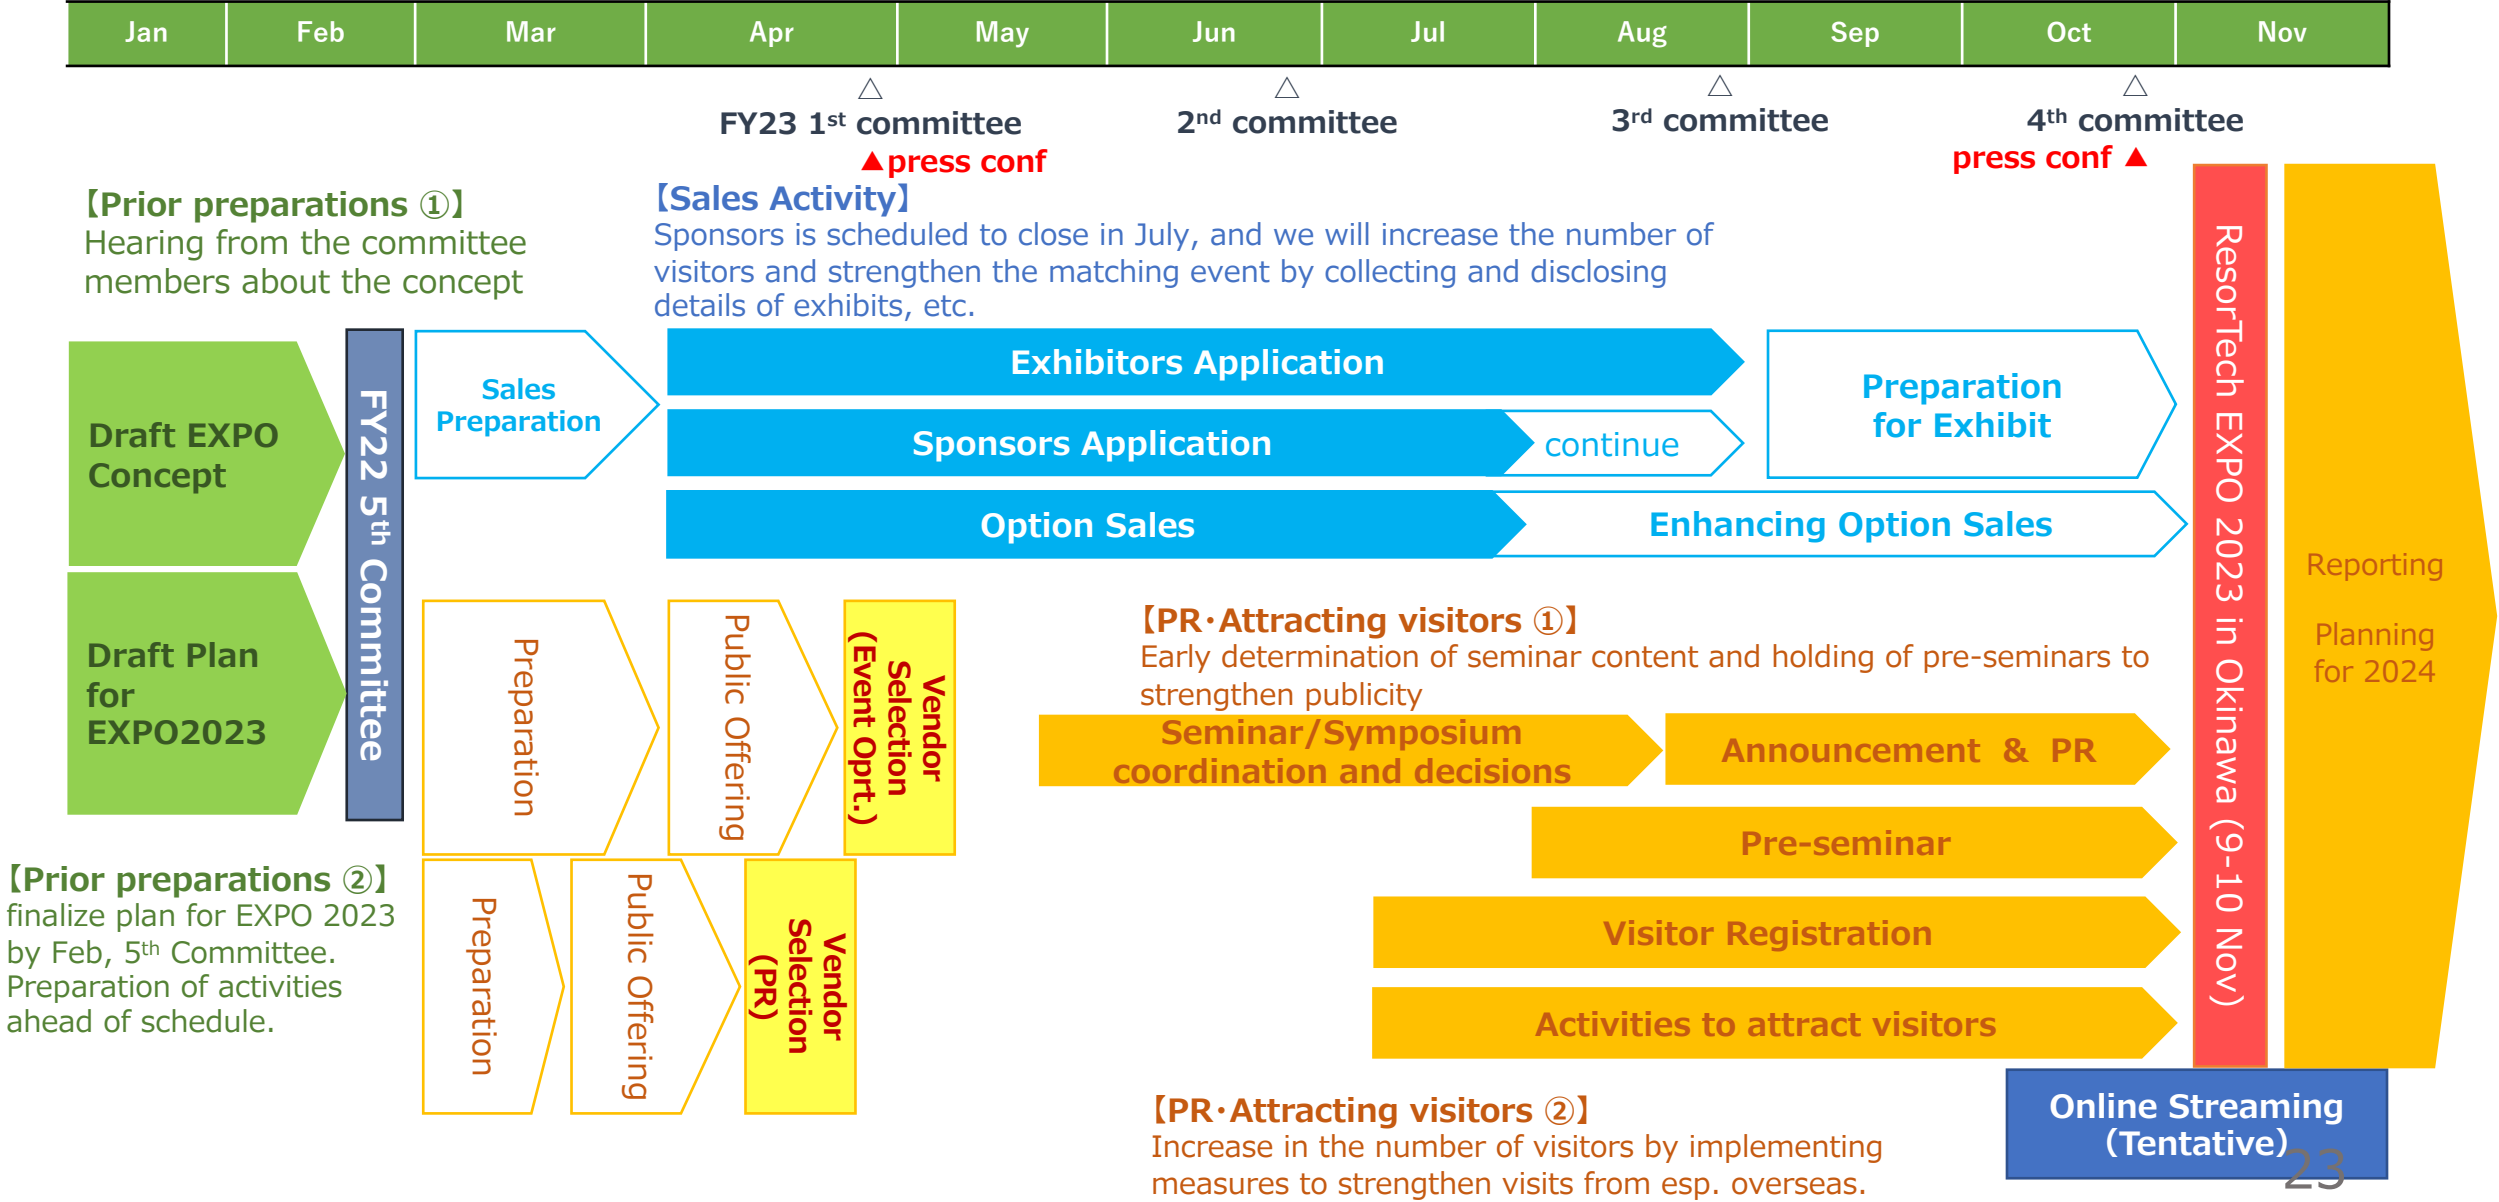 Jan Feb Mar Apr May Jun Jul Aug Sep Oct Nov
△ △ △ △
FY23 1st committee
2nd committee
3rd committee
4th committee
▲press conf
press conf ▲
【Prior preparations ①】
Hearing from the committee
members about the concept
【Sales Activity】
Sponsors is scheduled to close in July, and we will increase the number of
visitors and strengthen the matching event by collecting and disclosing
details of exhibits, etc.
Draft EXPO
Concept
Draft Plan
for
EXPO2023
FY22 5th Committee
Sales
Preparation
Exhibitors Application
Sponsors Application
continue
Option Sales
Enhancing Option Sales
Preparation
for Exhibit
Preparation
Public Offering
Vendor
Selection
(Event Oprt.)
Preparation
Public Offering
Vendor
Selection
(PR)
【Prior preparations ②】
finalize plan for EXPO 2023
by Feb, 5th Committee.
Preparation of activities
ahead of schedule.
【PR・Attracting visitors ①】
Early determination of seminar content and holding of pre-seminars to
strengthen publicity
Seminar/Symposium
coordination and decisions
Announcement & PR
Pre-seminar
Visitor Registration
Activities to attract visitors
【PR・Attracting visitors ②】
Increase in the number of visitors by implementing
measures to strengthen visits from esp. overseas.
ResorTech EXPO 2023 in Okinawa (9-10 Nov)
Reporting
Planning
for 2024
Online Streaming
(Tentative)
23